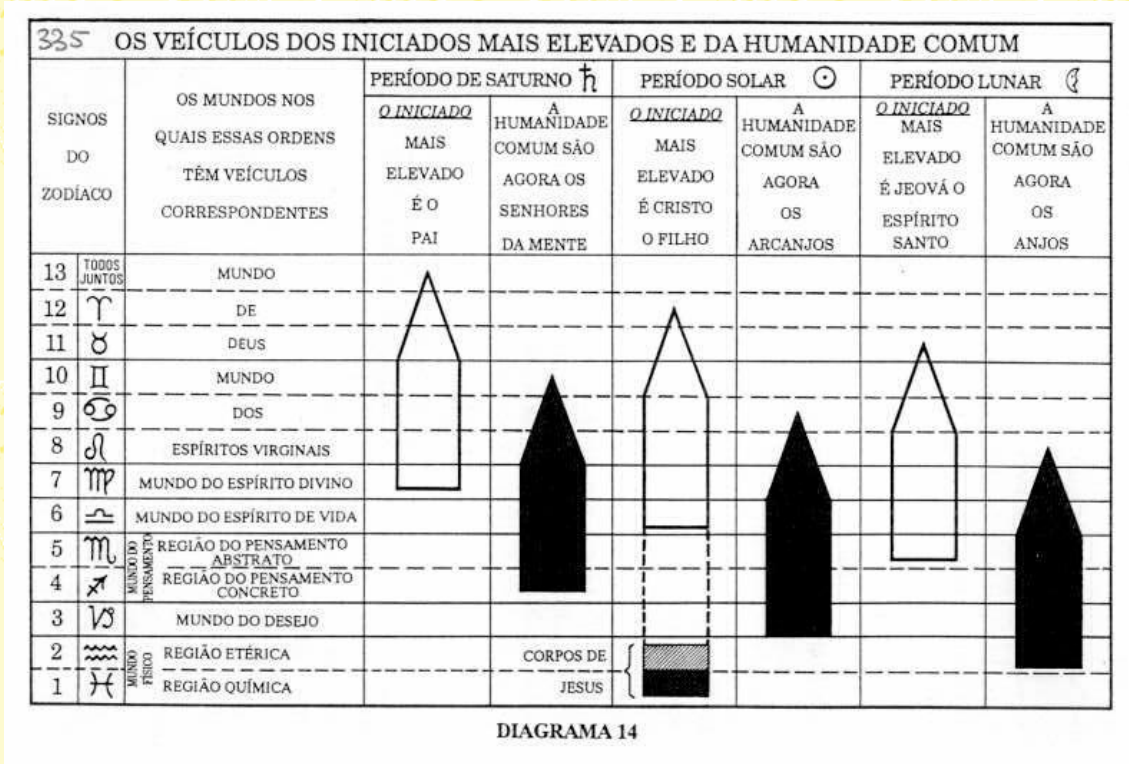 335 OS VEÍCULOS DOS INICIADOS MAIS ELEVADOS E DA HUMANIDADE COMUM
SIGNOS
DO
ZODÍACO
OS MUNDOS NOS
QUAIS ESSAS ORDENS
TÊM VEÍCULOS
CORRESPONDENTES
PERÍODO DE SATURNO ♄
O INICIADO
MAIS
ELEVADO
É O
PAI
A
HUMANIDADE
COMUM SÃO
AGORA OS
SENHORES
DA MENTE
PERÍODO SOLAR ☉
O INICIADO
MAIS
ELEVADO
É CRISTO
O FILHO
A
HUMANIDADE
COMUM SÃO
AGORA
OS
ARCANJOS
PERÍODO LUNAR ☾
O INICIADO
MAIS
ELEVADO
É JEOVÁ O
ESPÍRITO
SANTO
A
HUMANIDADE
COMUM SÃO
AGORA
OS
ANJOS
13 TODOS JUNTOS MUNDO
12 ♈ DE
11 ♉ DEUS
10 ♊ MUNDO
9 ♋ DOS
8 ♌ ESPÍRITOS VIRGINAIS
7 ♍ MUNDO DO ESPÍRITO DIVINO
6 ♎ MUNDO DO ESPÍRITO DE VIDA
MUNDO DO
PENSAMENTO
5 ♏ REGIÃO DO PENSAMENTO
ABSTRATO
4 ♐ REGIÃO DO PENSAMENTO
CONCRETO
3 ♑ MUNDO DO DESEJO
MUNDO
FÍSICO
2 ♒ REGIÃO ETÉRICA
1 ♓ REGIÃO QUÍMICA
CORPOS DE
JESUS
DIAGRAMA 14